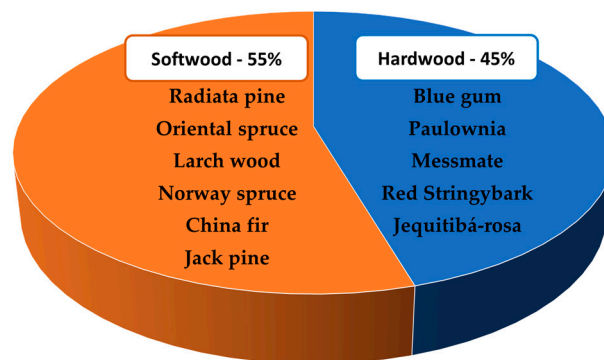 Softwood - 55%
Radiata pine
Oriental spruce
Larch wood
Norway spruce
China fir
Jack pine
Hardwood - 45%
Blue gum
Paulownia
Messmate
Red Stringybark
Jequitibá-rosa